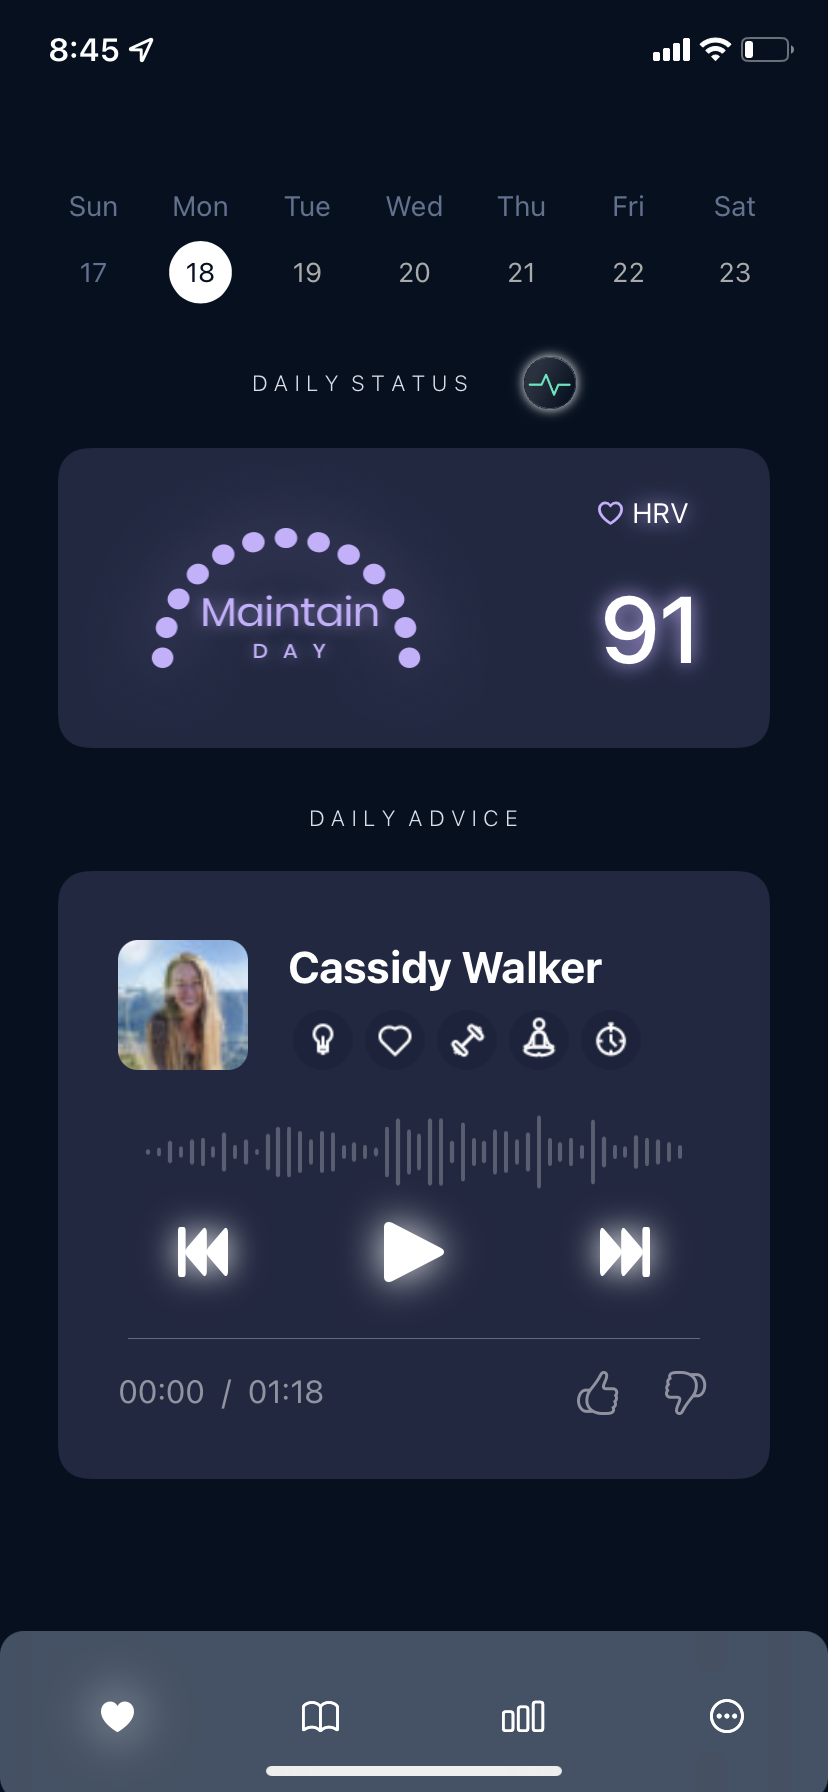 8:45
Sun Mon Tue Wed Thu Fri Sat
17 18 19 20 21 22 23
DAILY STATUS
HRV
Maintain
DAY
91
DAILY ADVICE
Cassidy Walker
00:00 / 01:18